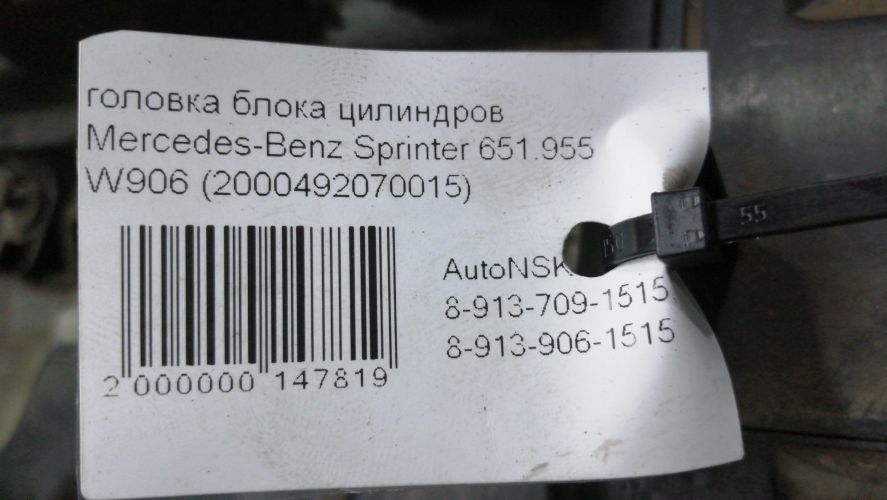 головка блока цилиндров
Mercedes-Benz Sprinter 651.955
W906 (2000492070015)
AutoNSK
8-913-709-1515,
8-913-906-1515
2 000000 147819
55